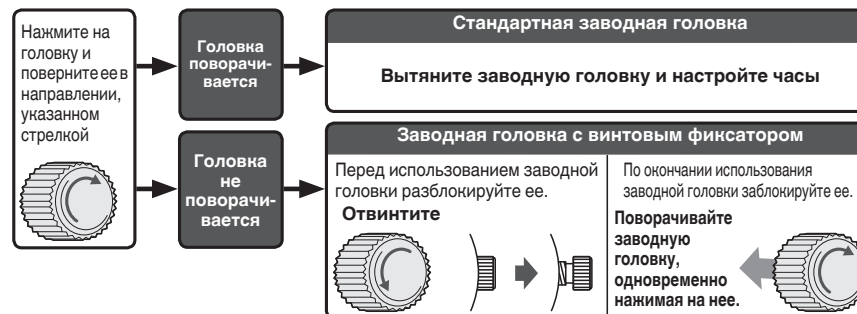 Нажмите на
головку и
поверните ее в
направлении,
указанном
стрелкой
Головка
поворачи-
вается
Стандартная заводная головка
Вытяните заводную головку и настройте часы
Головка
не
поворачи-
вается
Заводная головка с винтовым фиксатором
Перед использованием заводной
головки разблокируйте ее.
Отвинтите
По окончании использования
заводной головки заблокируйте ее.
Поворачивайте
заводную
головку,
одновременно
нажимая на нее.